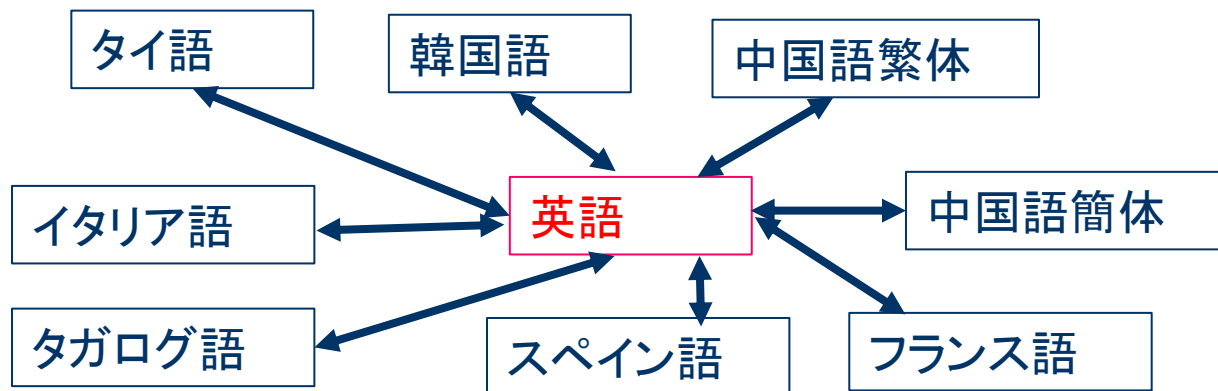 タイ語
韓国語
中国語繁体
イタリア語
英語
中国語簡体
タガログ語
スペイン語
フランス語